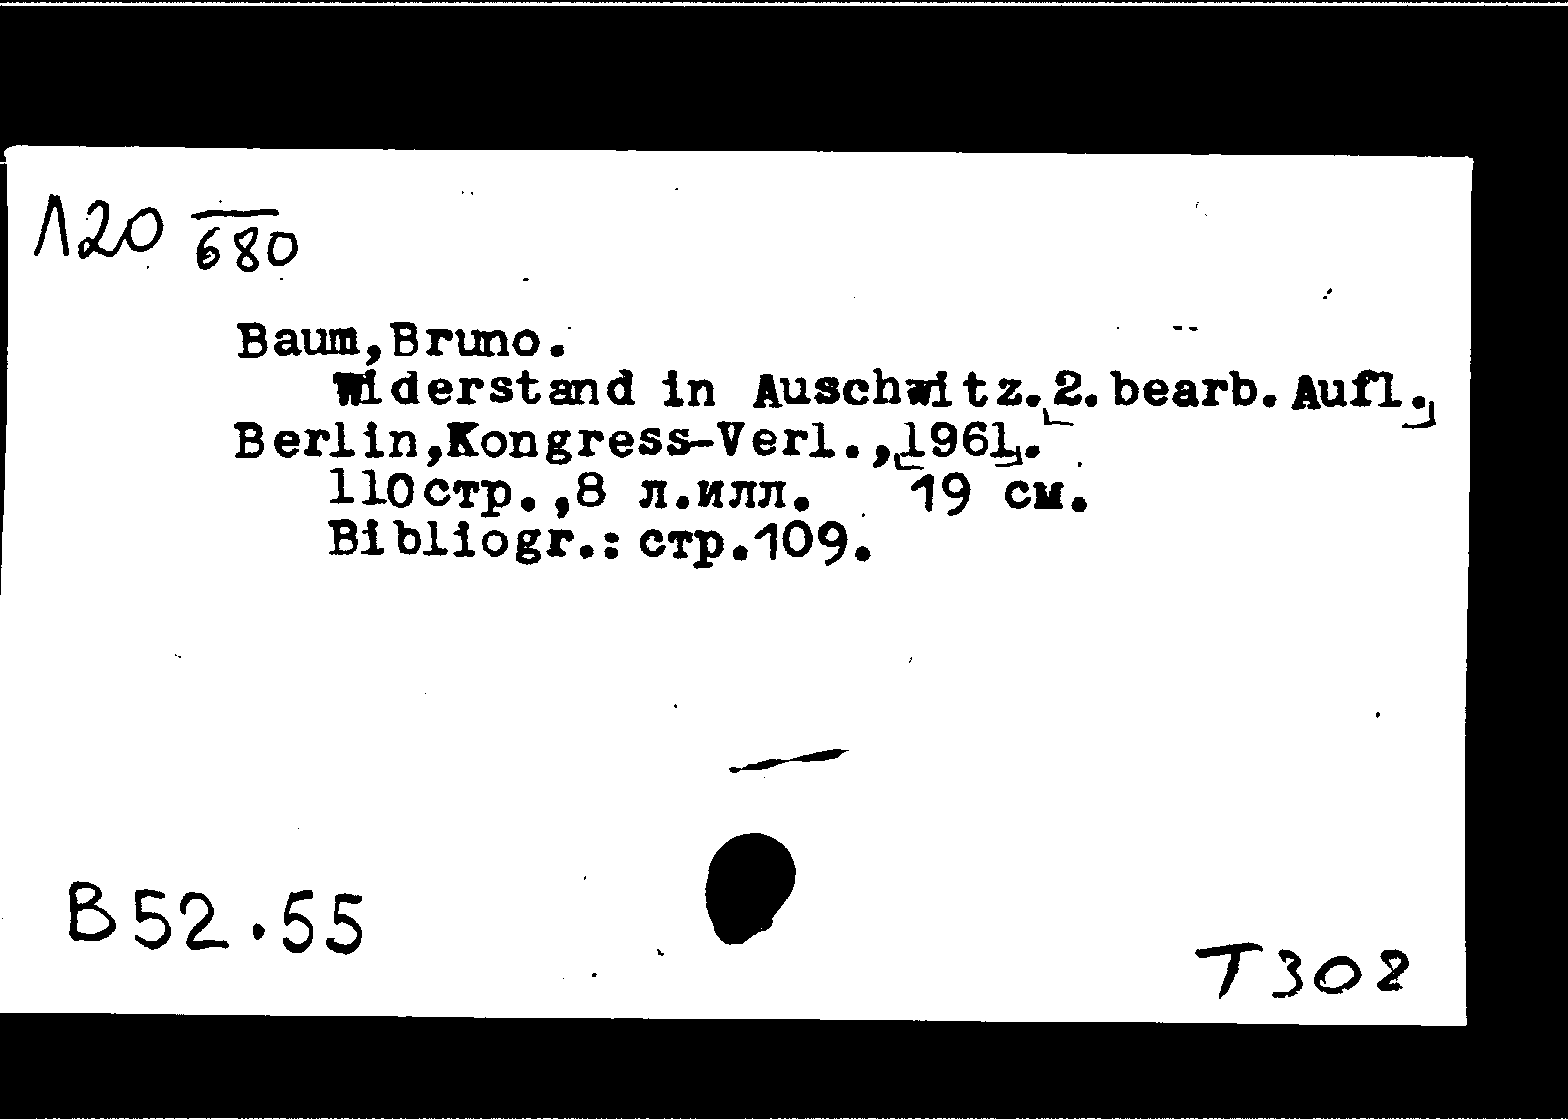 Л20 680
Baum,Bruno.
Widerstand in Auschwitz.2.bearb.Aufl.
Berlin,Kongress-Verl.,1961.
110стр.,8 л.илл. 19 см.
Bibliogr.:стр.109.
B52.55
T308